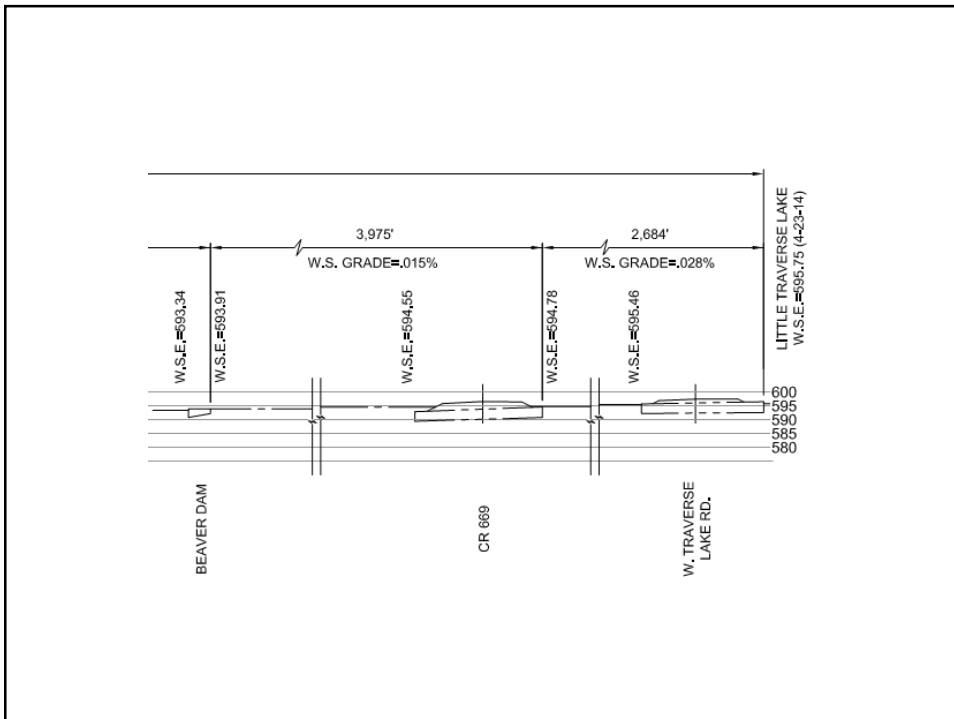 3,975'
W.S. GRADE=.015%
2,684'
W.S. GRADE=.028%
LITTLE TRAVERSE LAKE
W.S.E.=595.75 (4-23-14)
W.S.E.=593.34
W.S.E.=593.91
W.S.E.=594.55
W.S.E.=594.78
W.S.E.=595.46
600
595
590
585
580
BEAVER DAM
CR 669
W. TRAVERSE
LAKE RD.